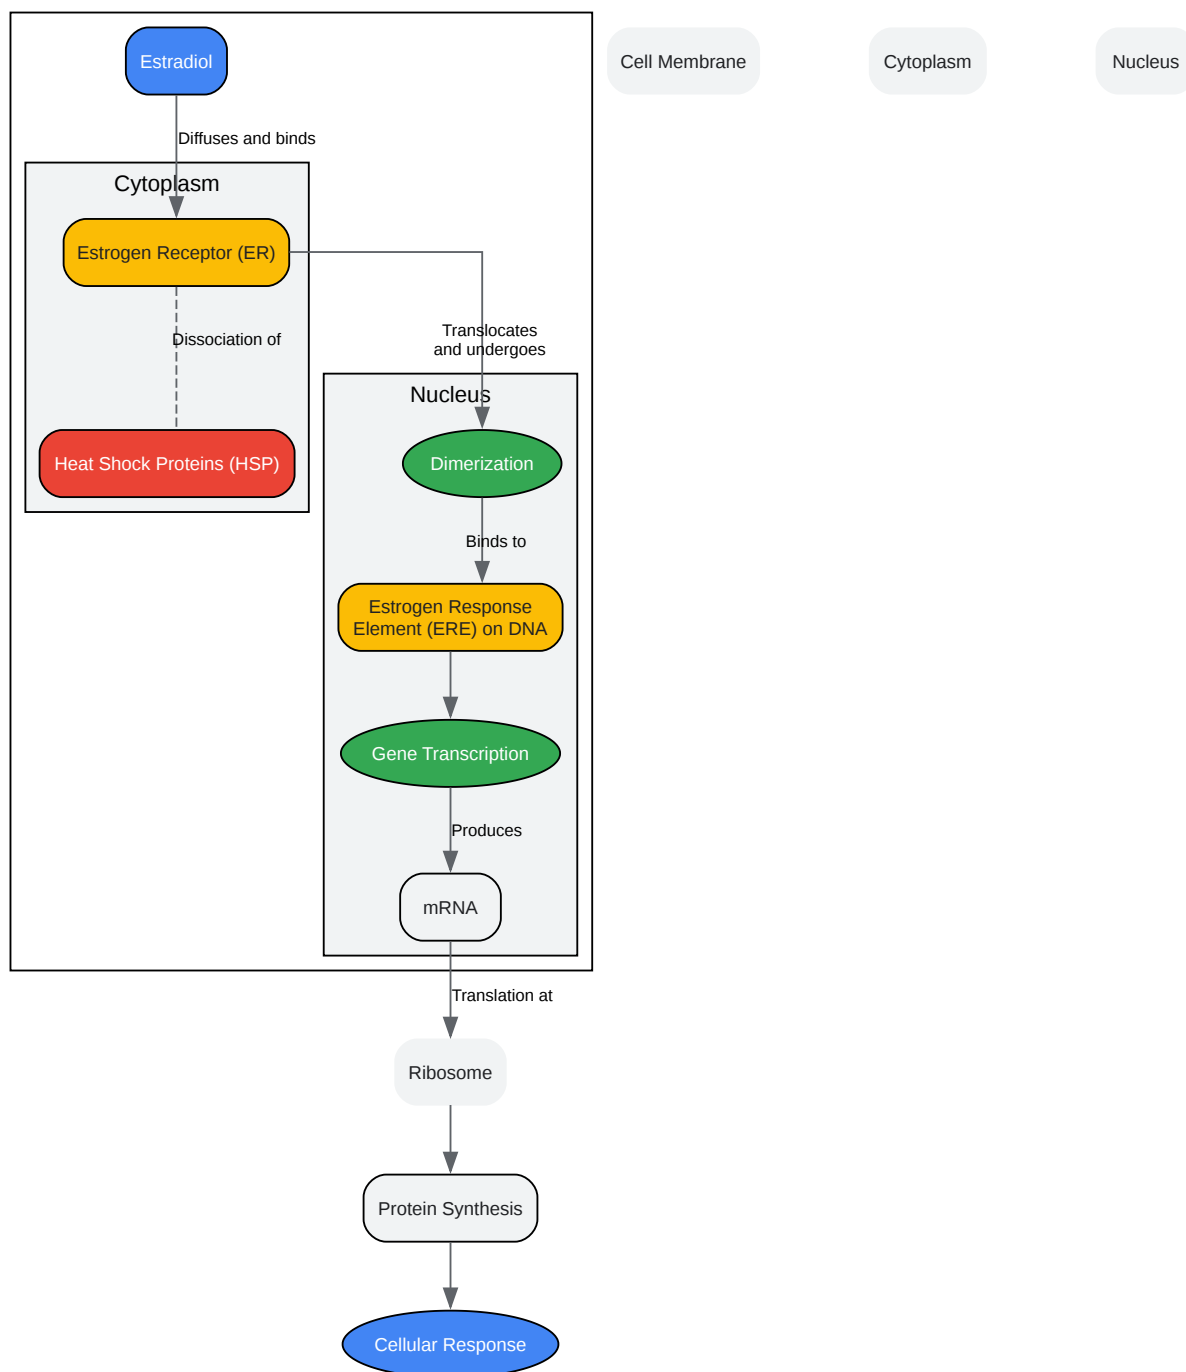 Estradiol
Cell Membrane
Cytoplasm
Nucleus
Diffuses and binds
Cytoplasm
Estrogen Receptor (ER)
Dissociation of
Heat Shock Proteins (HSP)
Translocates
and undergoes
Nucleus
Dimerization
Binds to
Estrogen Response
Element (ERE) on DNA
Gene Transcription
Produces
mRNA
Translation at
Ribosome
Protein Synthesis
Cellular Response